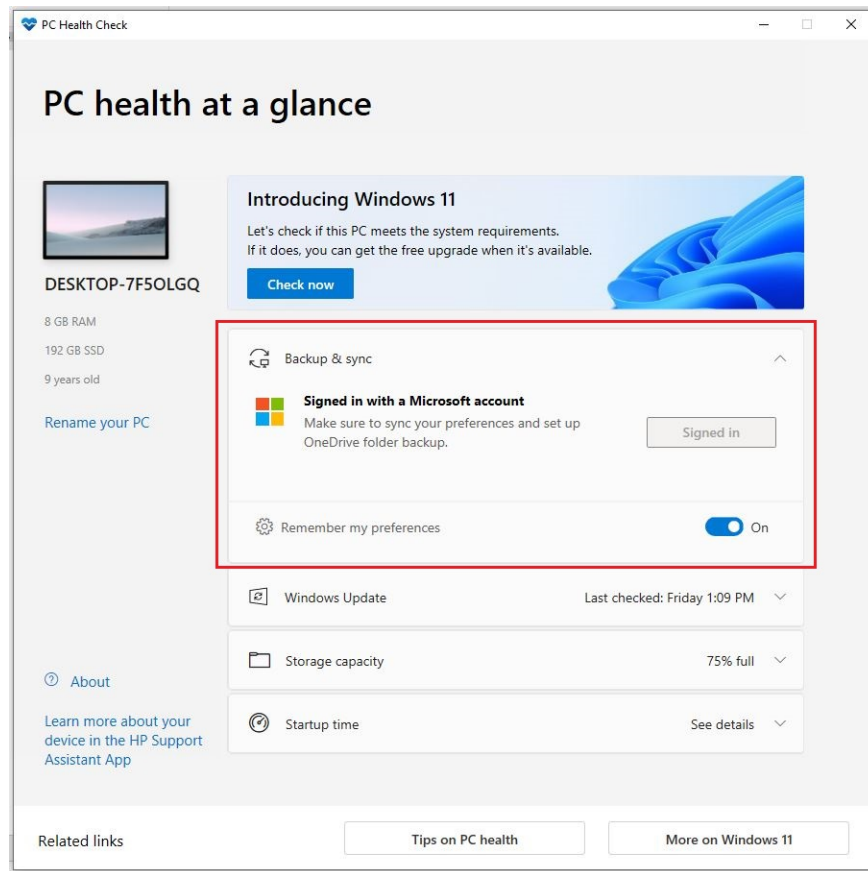 PC Health Check
PC health at a glance
DESKTOP-7F5OLGQ
8 GB RAM
192 GB SSD
9 years old
Rename your PC
About
Learn more about your
device in the HP Support
Assistant App
Introducing Windows 11
Let's check if this PC meets the system requirements.
If it does, you can get the free upgrade when it's available.
Check now
Backup & sync
Signed in with a Microsoft account
Make sure to sync your preferences and set up
OneDrive folder backup.
Signed in
Remember my preferences
On
Windows Update
Last checked: Friday 1:09 PM
Storage capacity
75% full
Startup time
See details
Related links
Tips on PC health
More on Windows 11